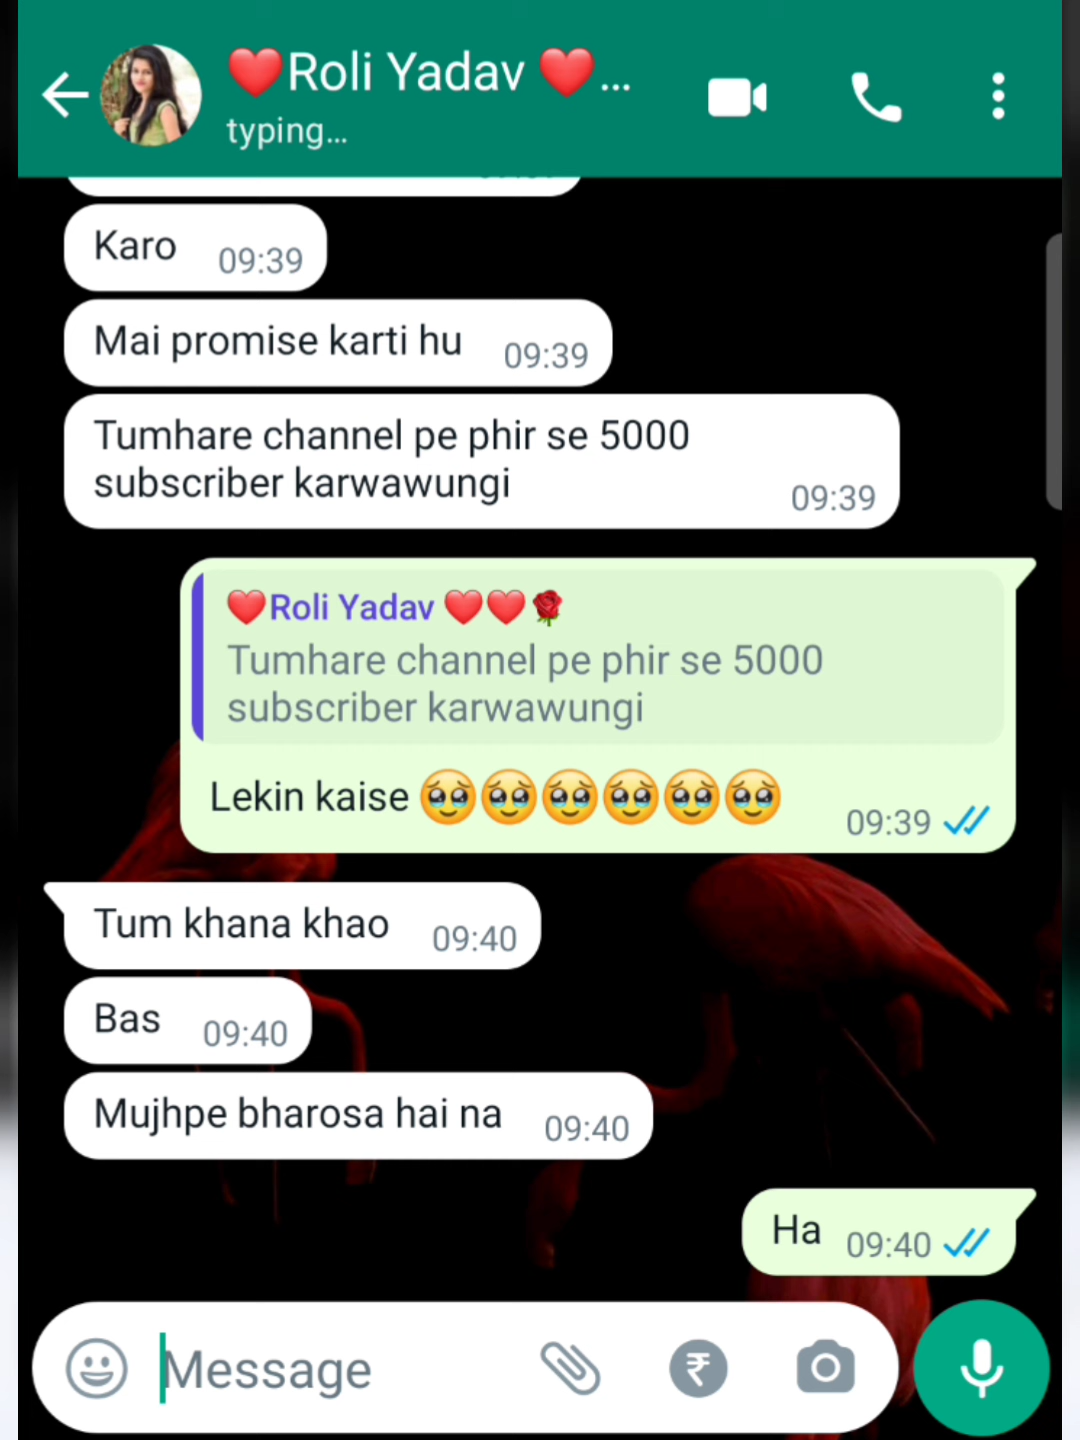 ❤️Roli Yadav ❤️...
typing...
Karo 09:39
Mai promise karti hu 09:39
Tumhare channel pe phir se 5000
subscriber karwawungi 09:39
❤️Roli Yadav ❤️❤️🌹
Tumhare channel pe phir se 5000
subscriber karwawungi
Lekin kaise 🥹🥹🥹🥹🥹🥹 09:39
Tum khana khao 09:40
Bas 09:40
Mujhpe bharosa hai na 09:40
Ha 09:40
Message